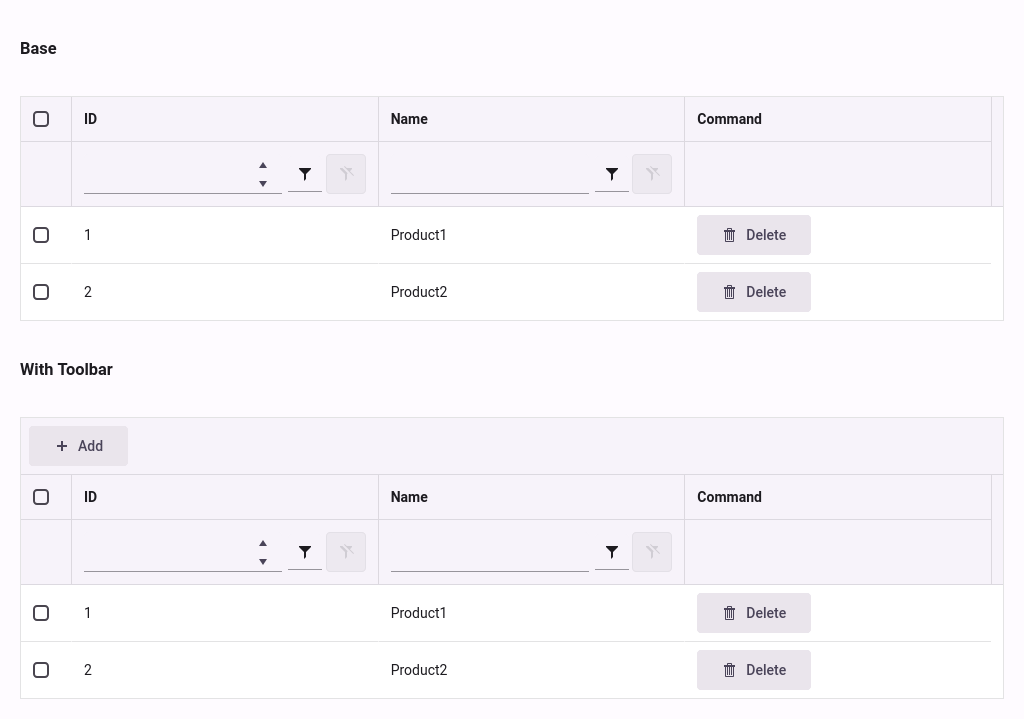 Base
ID Name Command
1 Product1 Delete
2 Product2 Delete
With Toolbar
Add
ID Name Command
1 Product1 Delete
2 Product2 Delete